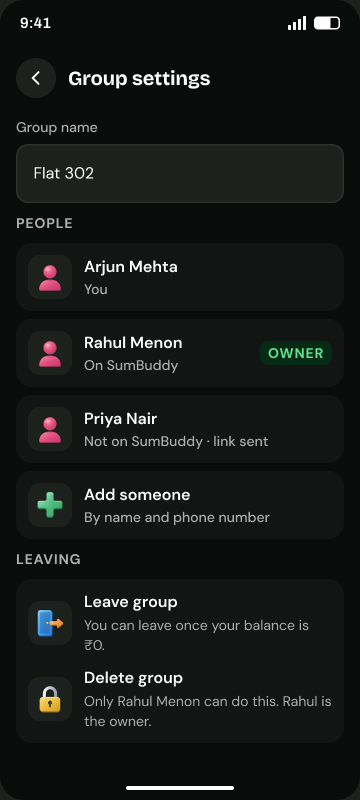 9:41
Group settings
Group name
Flat 302
PEOPLE
Arjun Mehta
You
Rahul Menon
On SumBuddy
OWNER
Priya Nair
Not on SumBuddy · link sent
Add someone
By name and phone number
LEAVING
Leave group
You can leave once your balance is
₹0.
Delete group
Only Rahul Menon can do this. Rahul is
the owner.